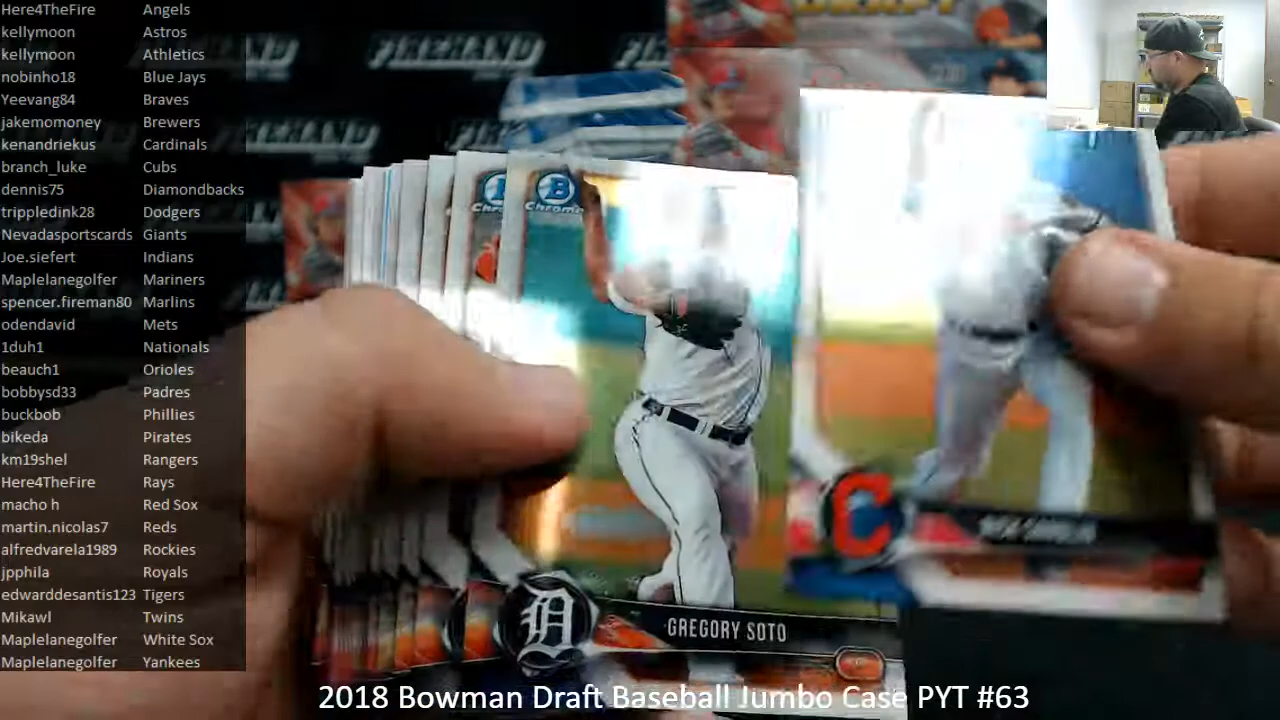 Here4TheFire Angels
kellymoon Astros
kellymoon Athletics
nobinho18 Blue Jays
Yeevang84 Braves
jakemomoney Brewers
kenandriekus Cardinals
branch_luke Cubs
dennis75 Diamondbacks
trippledink28 Dodgers
Nevadasportscards Giants
Joe.siefert Indians
Maplelanegolfer Mariners
spencer.fireman80 Marlins
odendavid Mets
1duh1 Nationals
beauch1 Orioles
bobbysd33 Padres
buckbob Phillies
bikeda Pirates
km19shel Rangers
Here4TheFire Rays
macho h Red Sox
martin.nicolas7 Reds
alfredvarela1989 Rockies
jpphila Royals
edwarddesantis123 Tigers
Mikawl Twins
Maplelanegolfer White Sox
Maplelanegolfer Yankees
FIREHAND FIREHAND
FIREHAND
DRAFT
B
Chrome
C
D
GREGORY SOTO
2018 Bowman Draft Baseball Jumbo Case PYT #63